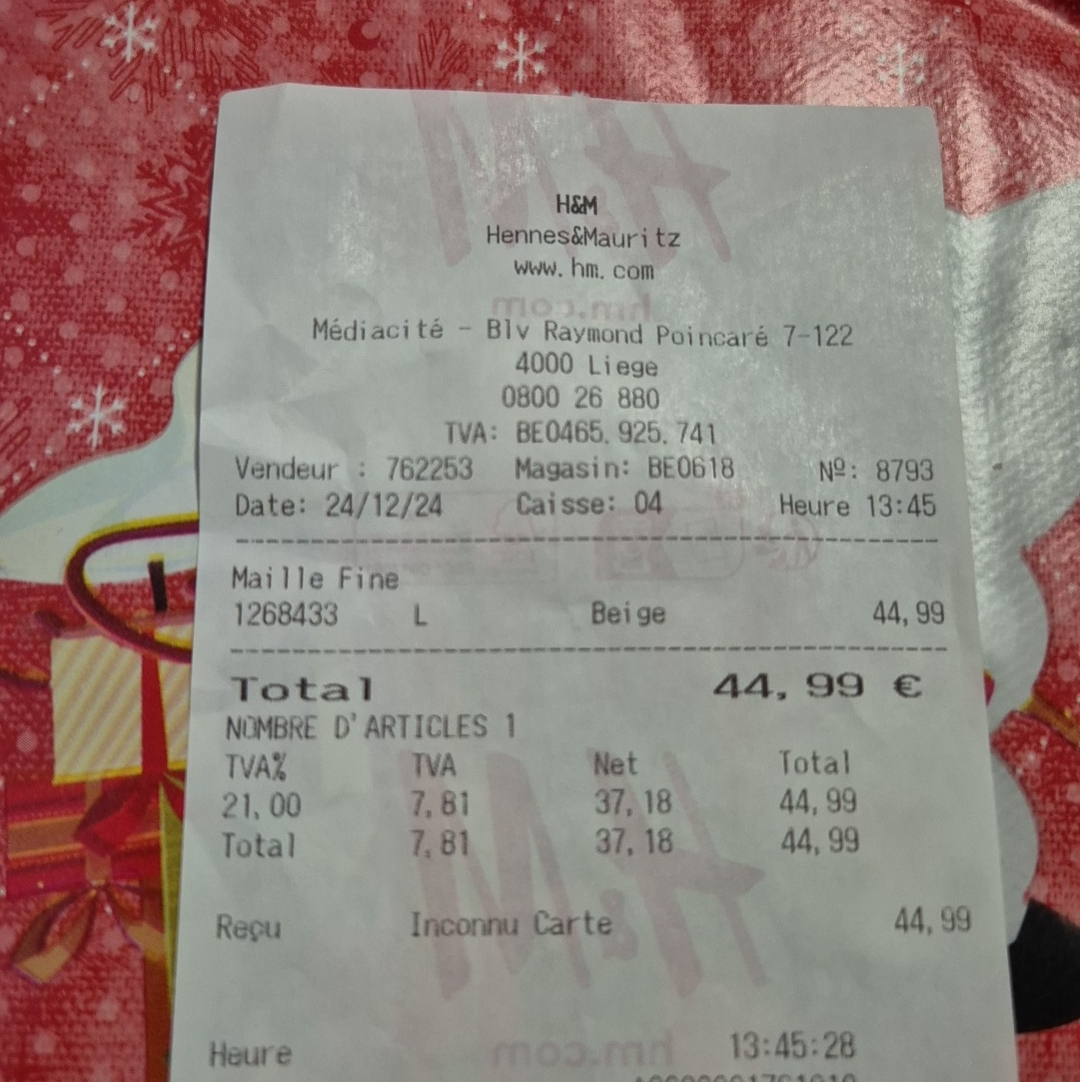 H&M
Hennes&Mauritz
www.hm.com
Médiacité - Blv Raymond Poincaré 7-122
4000 Liege
0800 26 880
TVA: BE0465.925.741
Vendeur : 762253 Magasin: BE0618 Nº: 8793
Date: 24/12/24 Caisse: 04 Heure 13:45
Maille Fine
1268433 L Beige 44,99
Total 44,99 €
NOMBRE D'ARTICLES 1
TVA% TVA Net Total
21,00 7,81 37,18 44,99
Total 7,81 37,18 44,99
Reçu Inconnu Carte 44,99
Heure 13:45:28